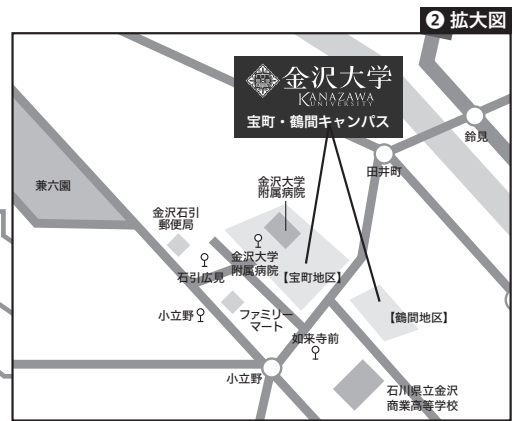 ❷ 拡大図
金沢大学
KANAZAWA
UNIVERSITY
宝町・鶴間キャンパス
鈴見
田井町
兼六園
金沢大学
附属病院
金沢石引
郵便局
金沢大学
附属病院
石引広見
【宝町地区】
小立野
ファミリー
マート
如来寺前
【鶴間地区】
小立野
石川県立金沢
商業高等学校